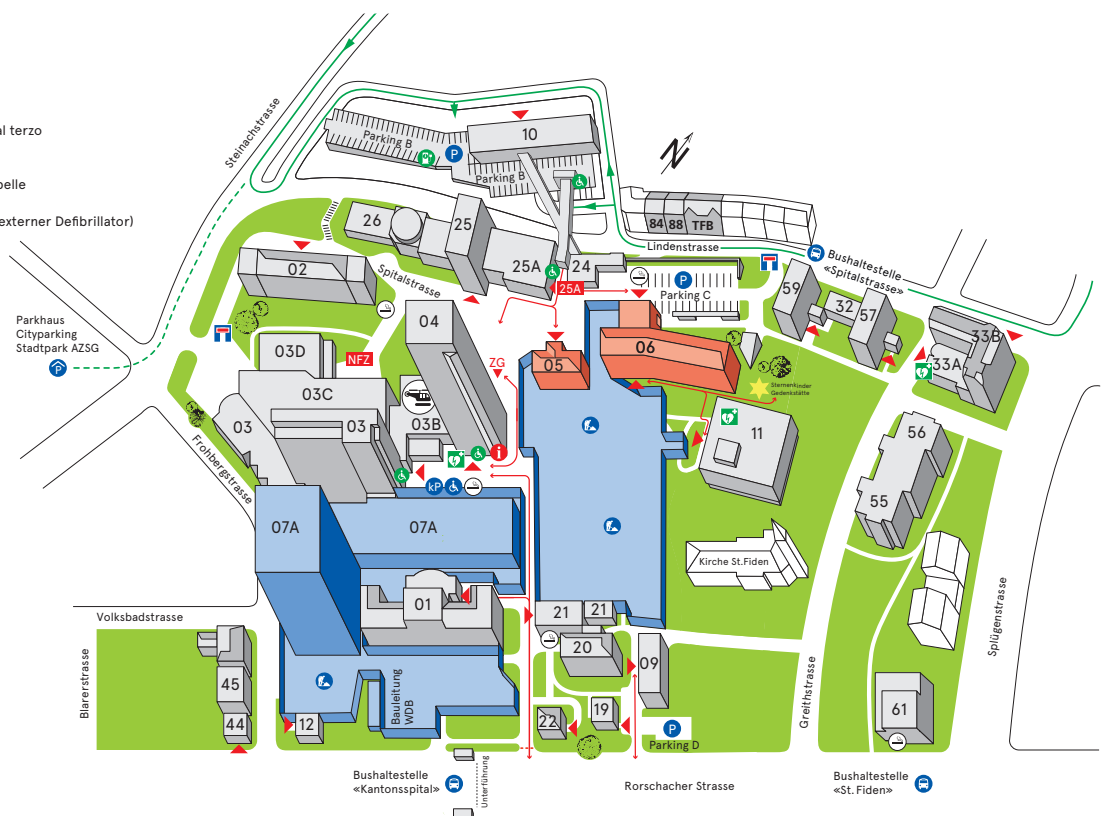 al terzo
pelle
externer Defibrillator)
Steinachstrasse
Parking B
P
10
Parking B
N
84 88 TFB
Lindenstrasse
Bushaltestelle
«Spitalstrasse»
26
25
25A
24
25A
P
Parking C
02
Spitalstrasse
59
32
57
33B
33A
Parkhaus
Cityparking
Stadtpark AZSG
P
04
03D
NFZ
ZG
05
06
Sternenkinder
Gedenkstätte
03C
03
03
03B
i
kP
11
56
55
Frohbergstrasse
07A
07A
Kirche St.Fiden
01
21
21
20
09
Volksbadstrasse
Blarerstrasse
45
44
12
Bauleitung
WDB
22
19
P
Parking D
Greithstrasse
Splügenstrasse
61
Bushaltestelle
«Kantonsspital»
Unterführung
Rorschacher Strasse
Bushaltestelle
«St. Fiden»